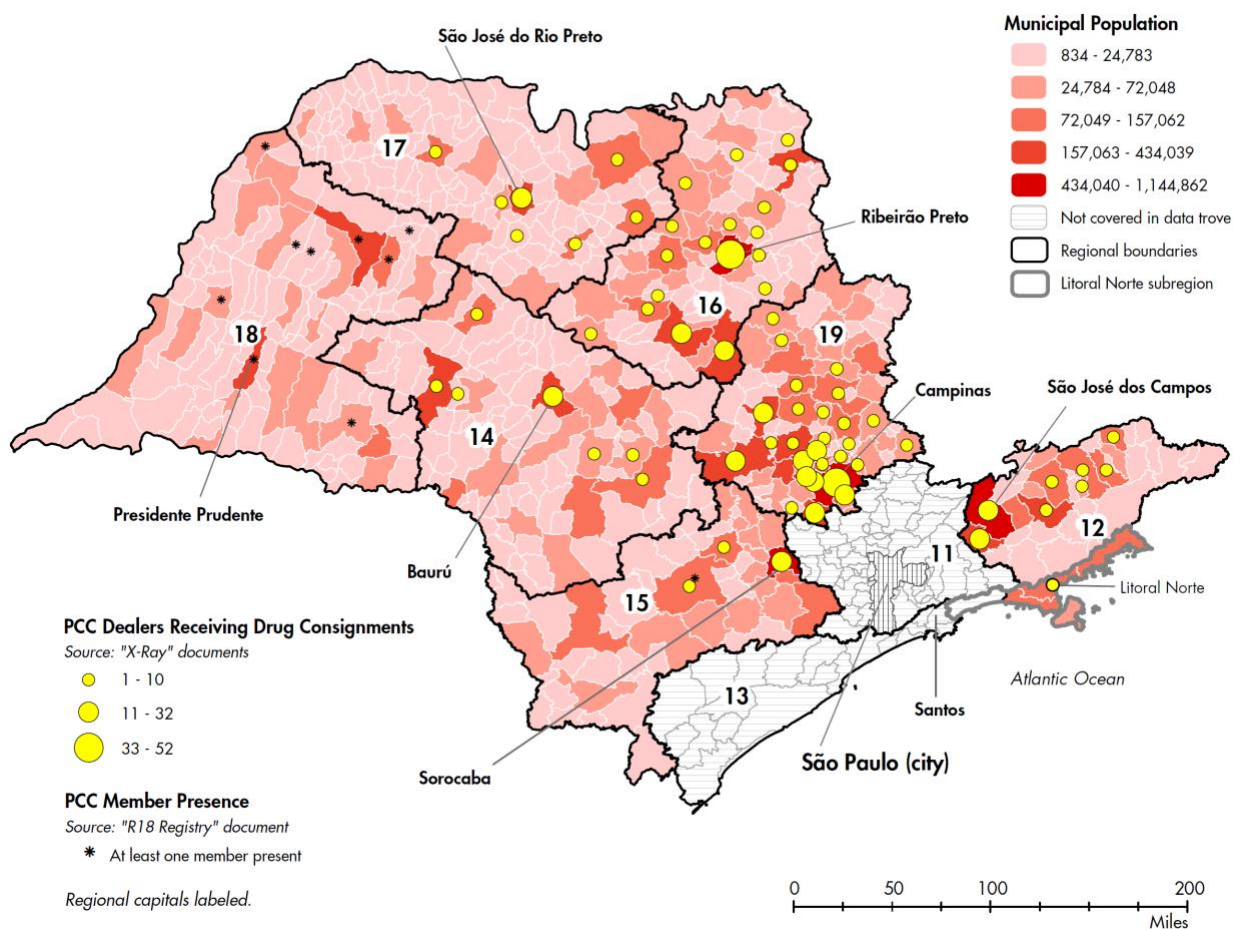 São José do Rio Preto
Municipal Population
834 - 24,783
24,784 - 72,048
72,049 - 157,062
157,063 - 434,039
434,040 - 1,144,862
Not covered in data trove
Regional boundaries
Litoral Norte subregion
17
Ribeirão Preto
16
18
19
Campinas
São José dos Campos
14
Presidente Prudente
12
11
Baurú
Litoral Norte
15
PCC Dealers Receiving Drug Consignments
Source: "X-Ray" documents
1 - 10
11 - 32
33 - 52
13
Atlantic Ocean
Santos
São Paulo (city)
Sorocaba
PCC Member Presence
Source: "R18 Registry" document
* At least one member present
Regional capitals labeled.
0 50 100 200
Miles